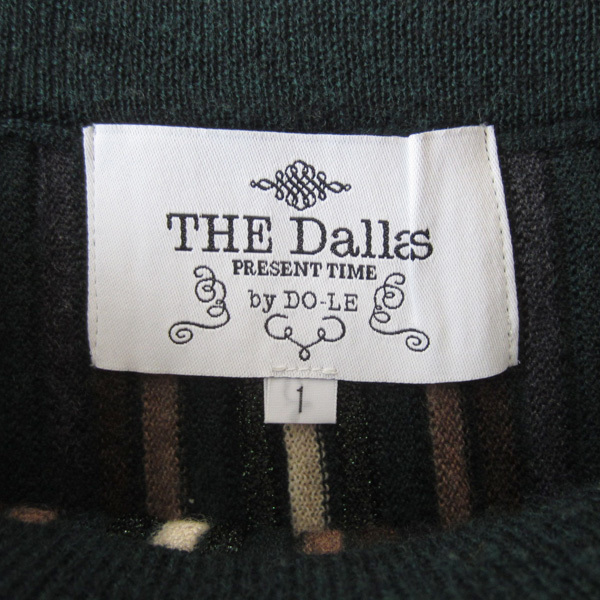 THE Dallas
PRESENT TIME
by DO-LE
1